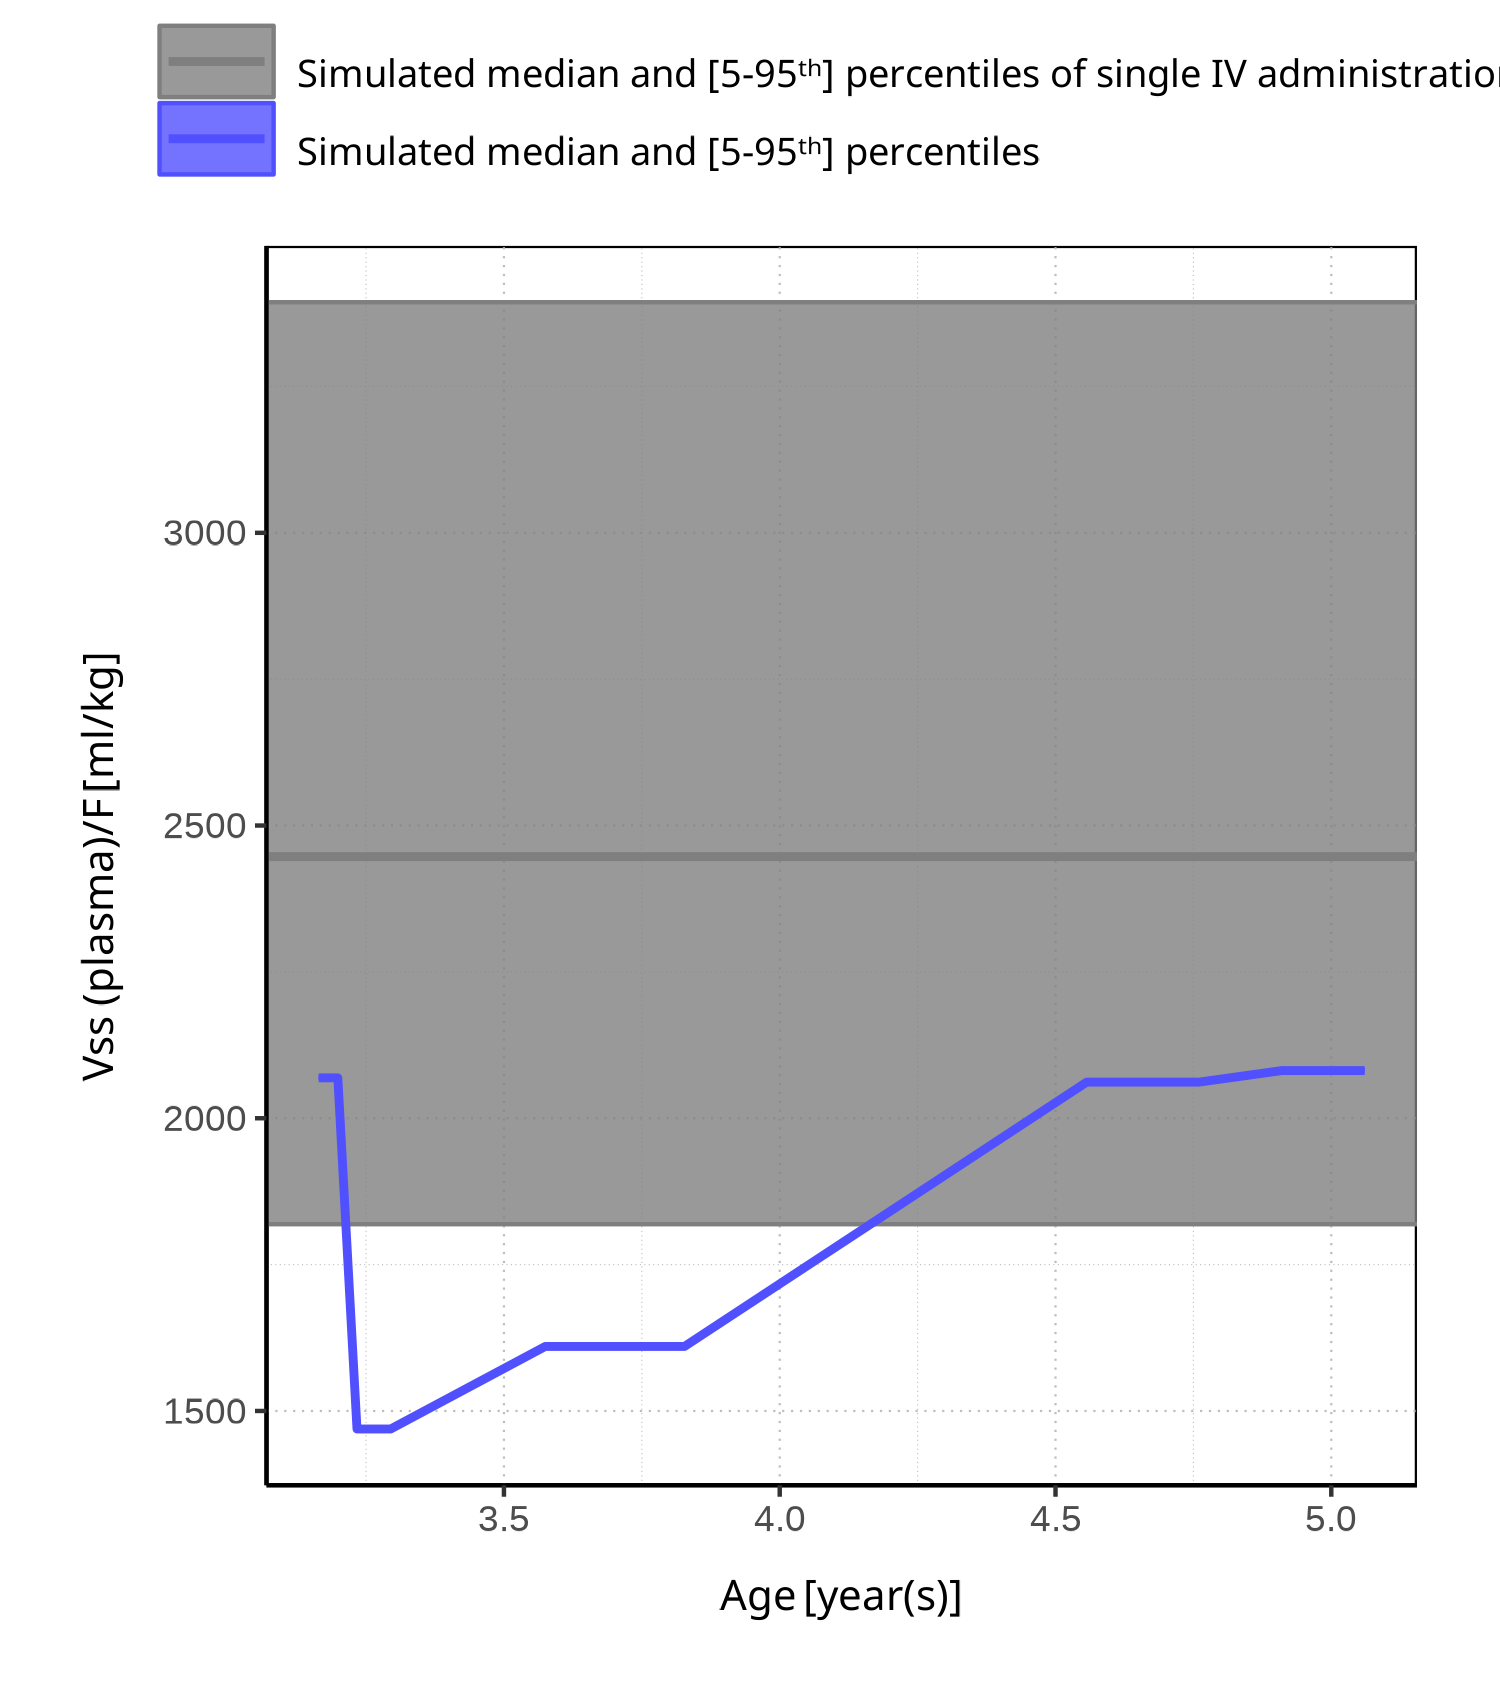 Simulated median and [5-95ᵗʰ] percentiles of single IV administration
Simulated median and [5-95ᵗʰ] percentiles
Vss (plasma)/F [ml/kg]
3000
2500
2000
1500
3.5 4.0 4.5 5.0
Age [year(s)]